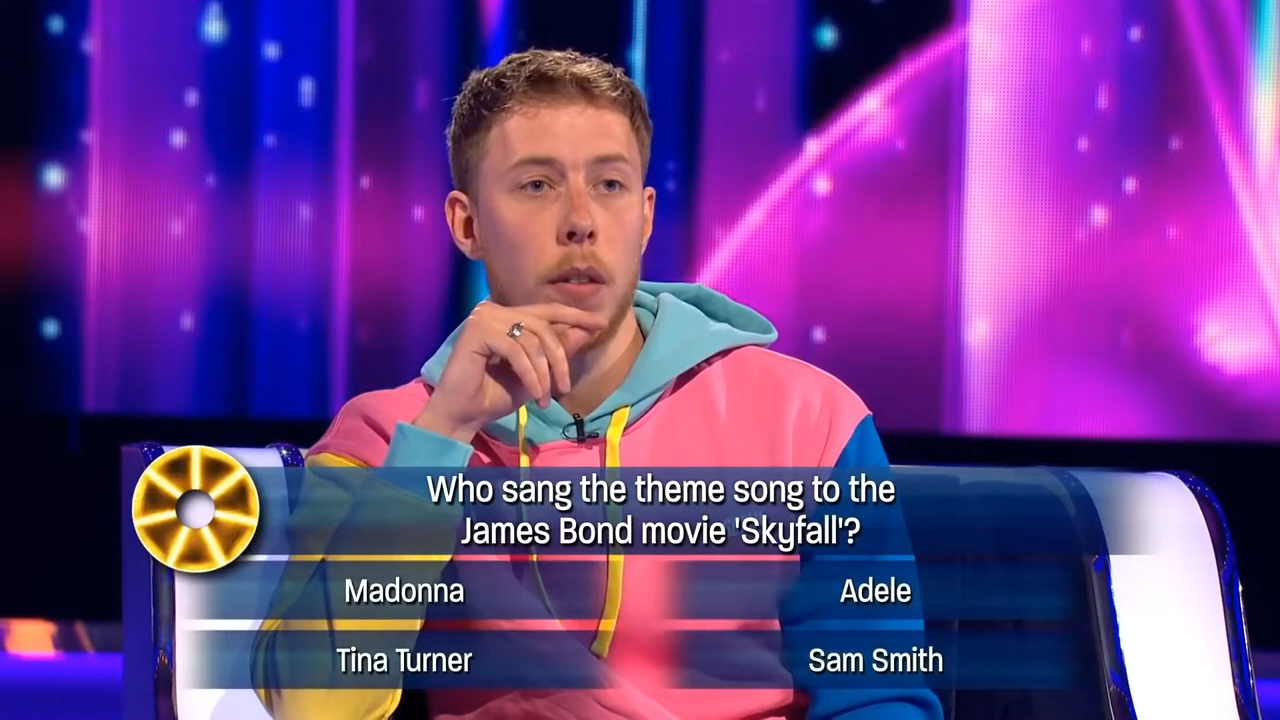 Who sang the theme song to the
James Bond movie 'Skyfall'?
Madonna
Adele
Tina Turner
Sam Smith